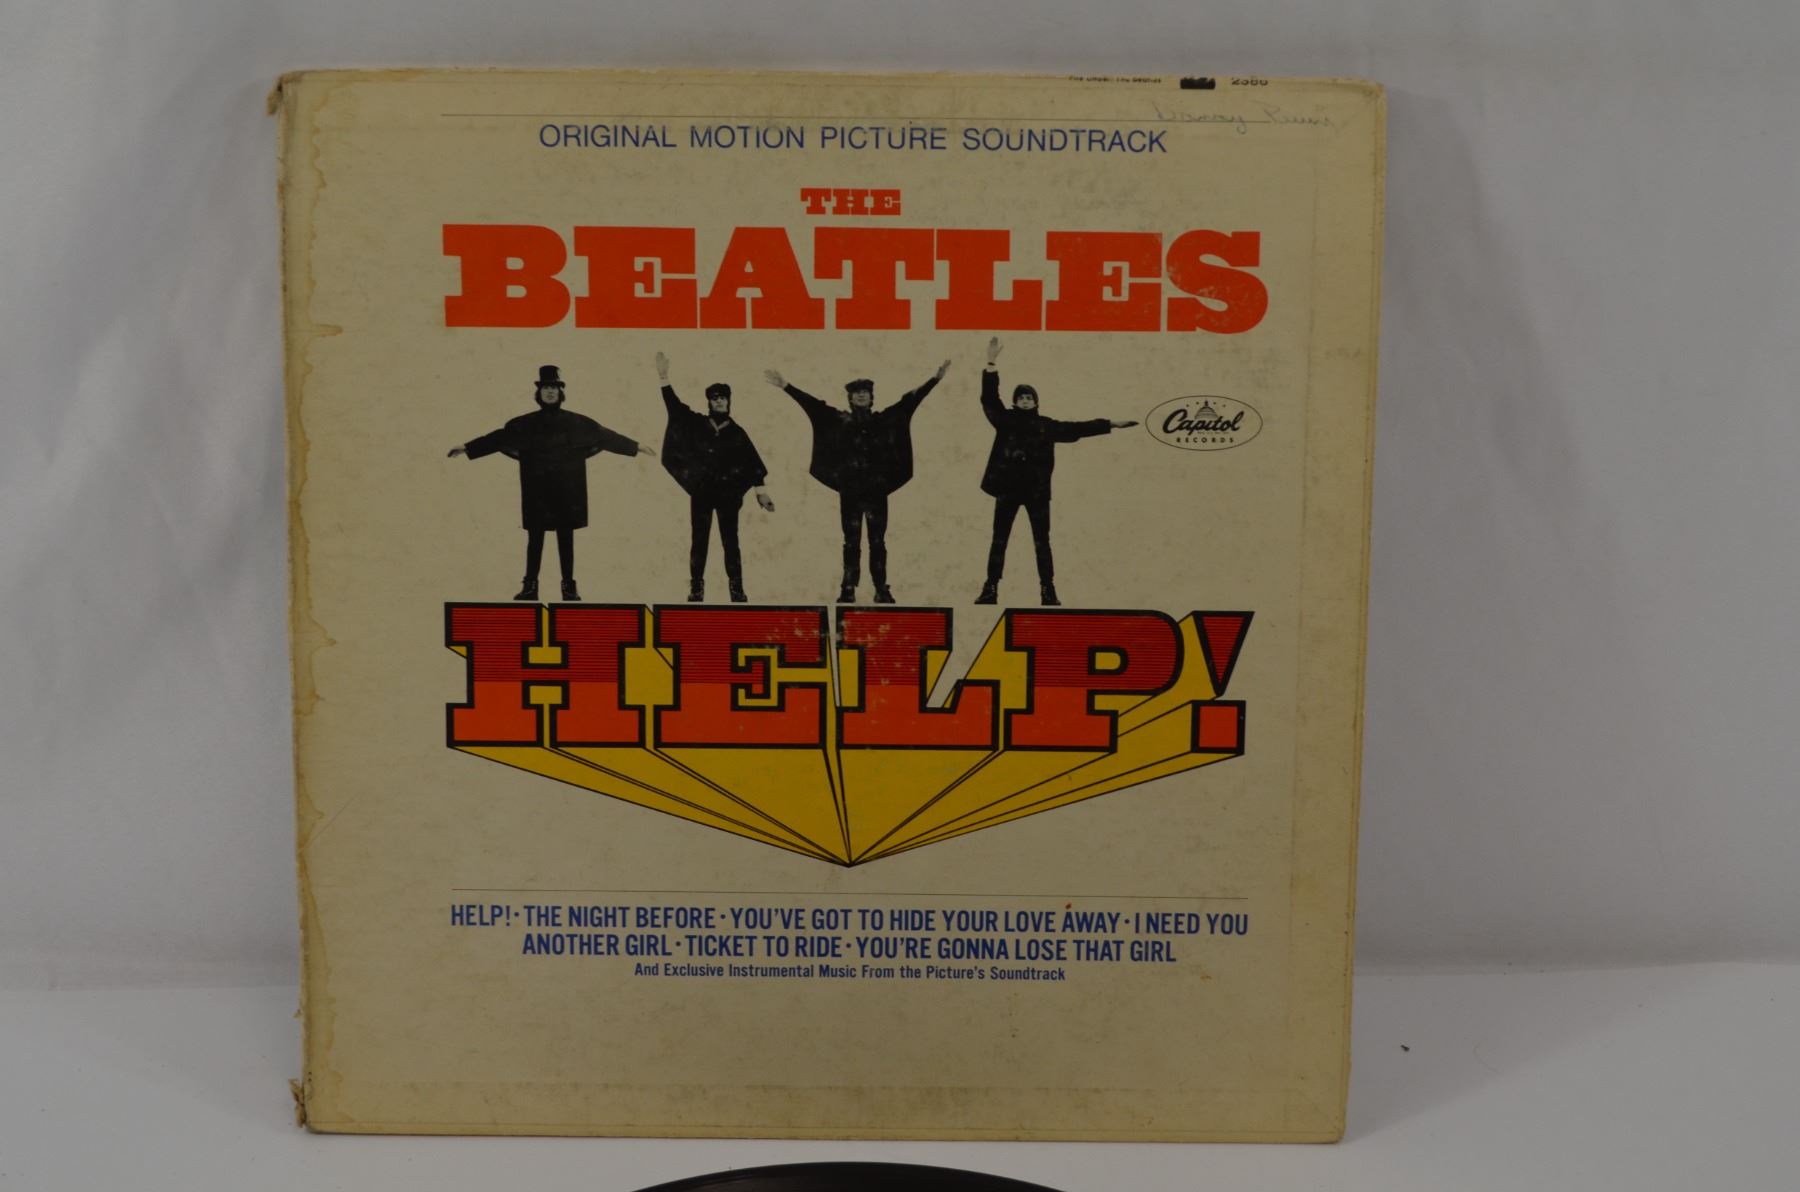 2386
ORIGINAL MOTION PICTURE SOUNDTRACK
THE
BEATLES
Capitol
RECORDS
HELP!
HELP! · THE NIGHT BEFORE · YOU'VE GOT TO HIDE YOUR LOVE AWAY · I NEED YOU
ANOTHER GIRL · TICKET TO RIDE · YOU'RE GONNA LOSE THAT GIRL
And Exclusive Instrumental Music From the Picture's Soundtrack